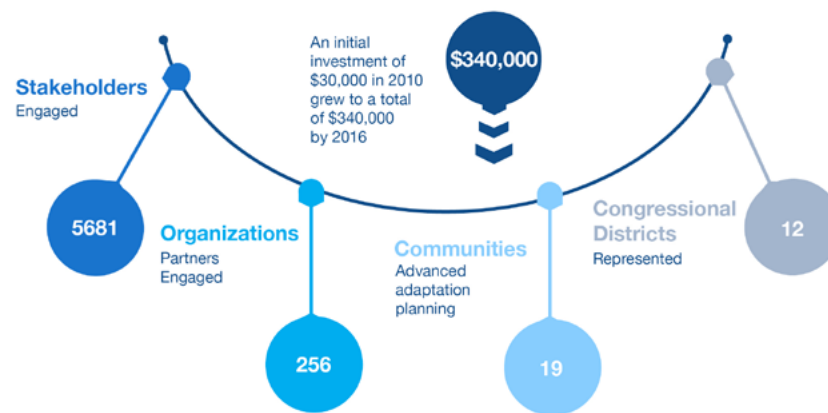 An initial
investment of
$30,000 in 2010
grew to a total
of $340,000
by 2016
$340,000
Stakeholders
Engaged
5681
Organizations
Partners
Engaged
256
Communities
Advanced
adaptation
planning
19
Congressional
Districts
Represented
12